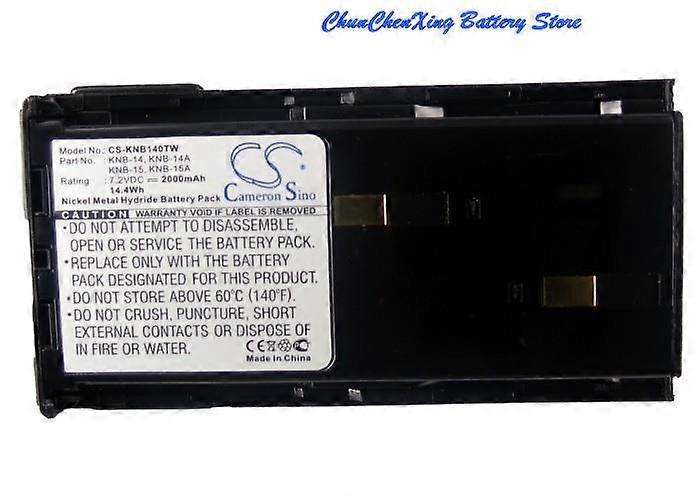 ChunChenXing Battery Store
Model No.: CS-KNB140TW
Part No.: KNB-14, KNB-14A
KNB-15, KNB-15A
Rating: 7.2VDC 2000mAh
14.4Wh
Nickel Metal Hydride Battery Pack
CS
Cameron Sino
CAUTION WARRANTY VOID IF LABEL IS REMOVED
•DO NOT ATTEMPT TO DISASSEMBLE,
OPEN OR SERVICE THE BATTERY PACK.
•REPLACE ONLY WITH THE BATTERY
PACK DESIGNATED FOR THIS PRODUCT.
•DO NOT STORE ABOVE 60°C (140°F).
•DO NOT CRUSH, PUNCTURE, SHORT
EXTERNAL CONTACTS OR DISPOSE OF
IN FIRE OR WATER.
CE
Made In China